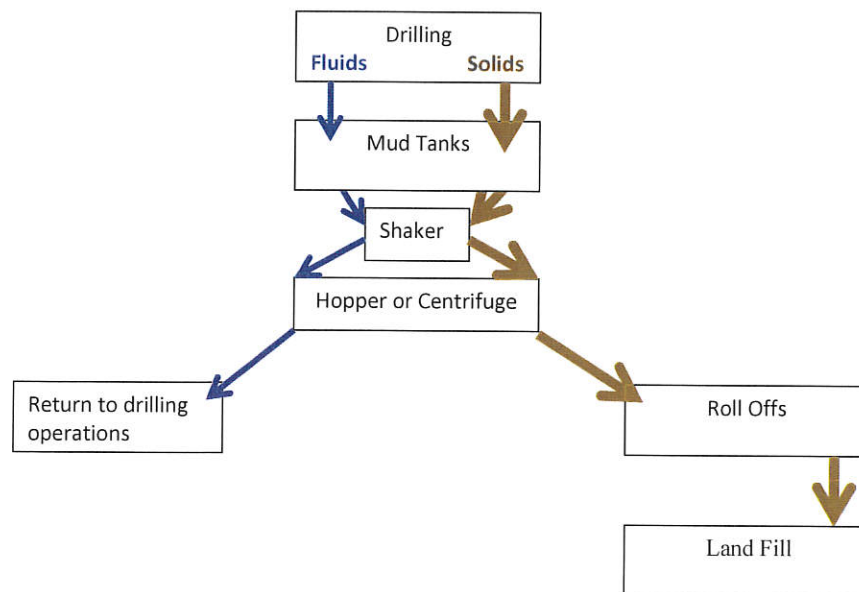 Drilling
Fluids Solids
Mud Tanks
Shaker
Hopper or Centrifuge
Return to drilling
operations
Roll Offs
Land Fill